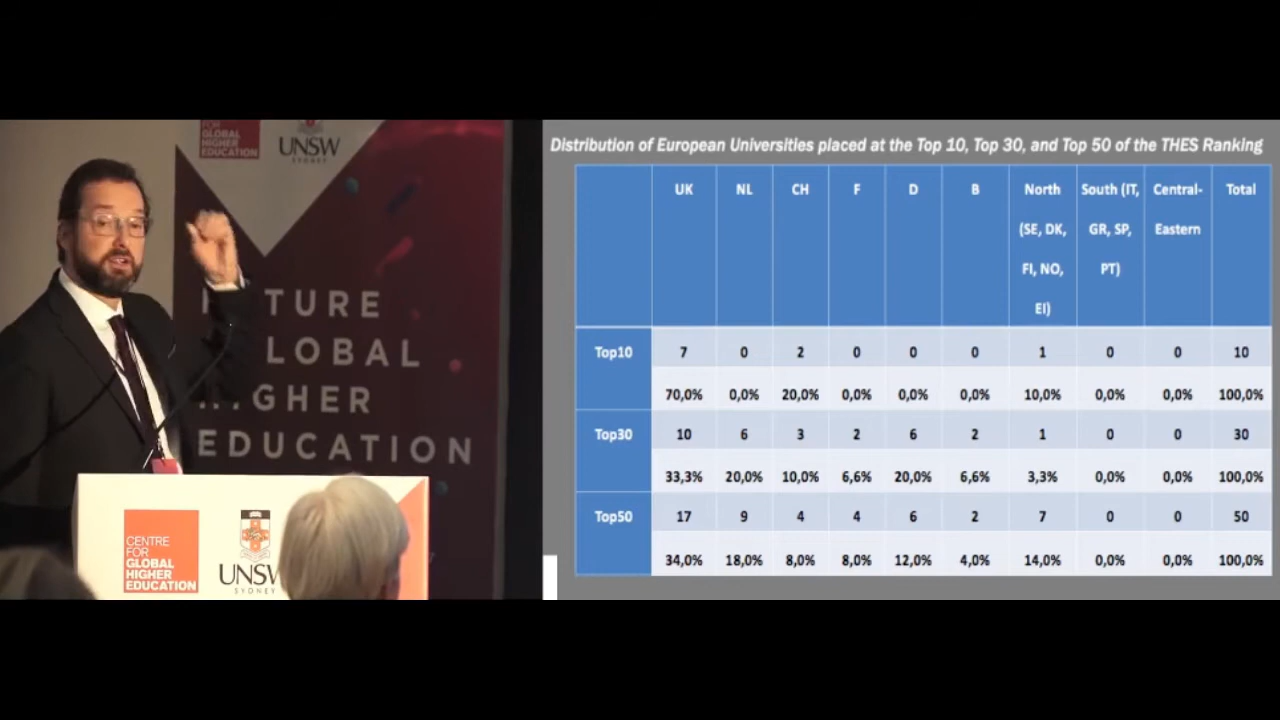 FOR
GLOBAL
HIGHER
EDUCATION
UNSW
SYDNEY
GLOBAL
HIGHER
EDUCATION
CENTRE
FOR
GLOBAL
HIGHER
EDUCATION
SYDNEY
Distribution of European Universities placed at the Top 10, Top 30, and Top 50 of the THES Ranking
UK NL CH F D B North South (IT, Central- Total
(SE, DK, GR, SP, Eastern
FI, NO, PT)
EI)
Top10 7 0 2 0 0 0 1 0 0 10
70,0% 0,0% 20,0% 0,0% 0,0% 0,0% 10,0% 0,0% 0,0% 100,0%
Top30 10 6 3 2 6 2 1 0 0 30
33,3% 20,0% 10,0% 6,6% 20,0% 6,6% 3,3% 0,0% 0,0% 100,0%
Top50 17 9 4 4 6 2 7 0 0 50
34,0% 18,0% 8,0% 8,0% 12,0% 4,0% 14,0% 0,0% 0,0% 100,0%